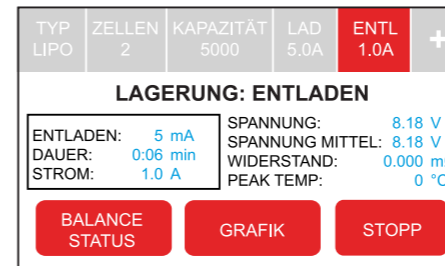 TYP ZELLEN KAPAZITÄT LAD ENTL +
LIPO 2 5000 5.0A 1.0A
LAGERUNG: ENTLADEN
ENTLADEN: 5 mA
DAUER: 0:06 min
STROM: 1.0 A
SPANNUNG: 8.18 V
SPANNUNG MITTEL: 8.18 V
WIDERSTAND: 0.000
PEAK TEMP: 0 °C
BALANCE STATUS
GRAFIK
STOPP